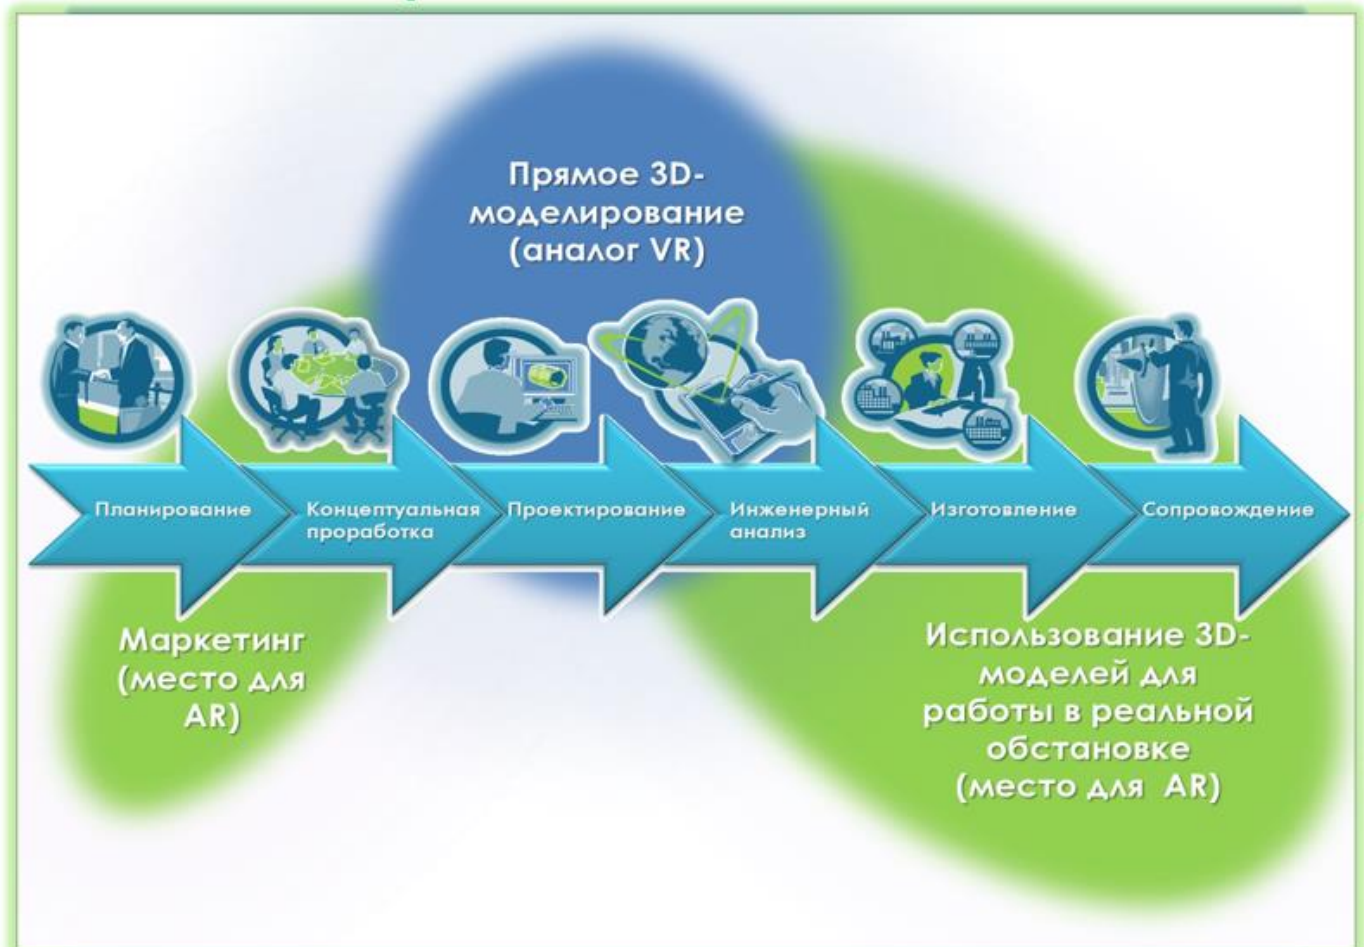 Прямое 3D-
моделирование
(аналог VR)
Планирование
Концептуальная
проработка
Проектирование
Инженерный
анализ
Изготовление
Сопровождение
Маркетинг
(место для
AR)
Использование 3D-
моделей для
работы в реальной
обстановке
(место для AR)